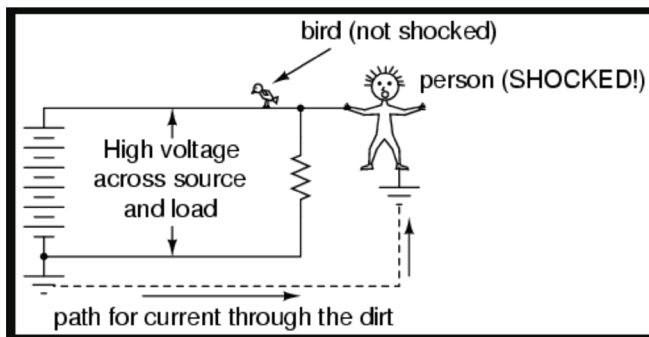 bird (not shocked)
person (SHOCKED!)
High voltage
across source
and load
path for current through the dirt